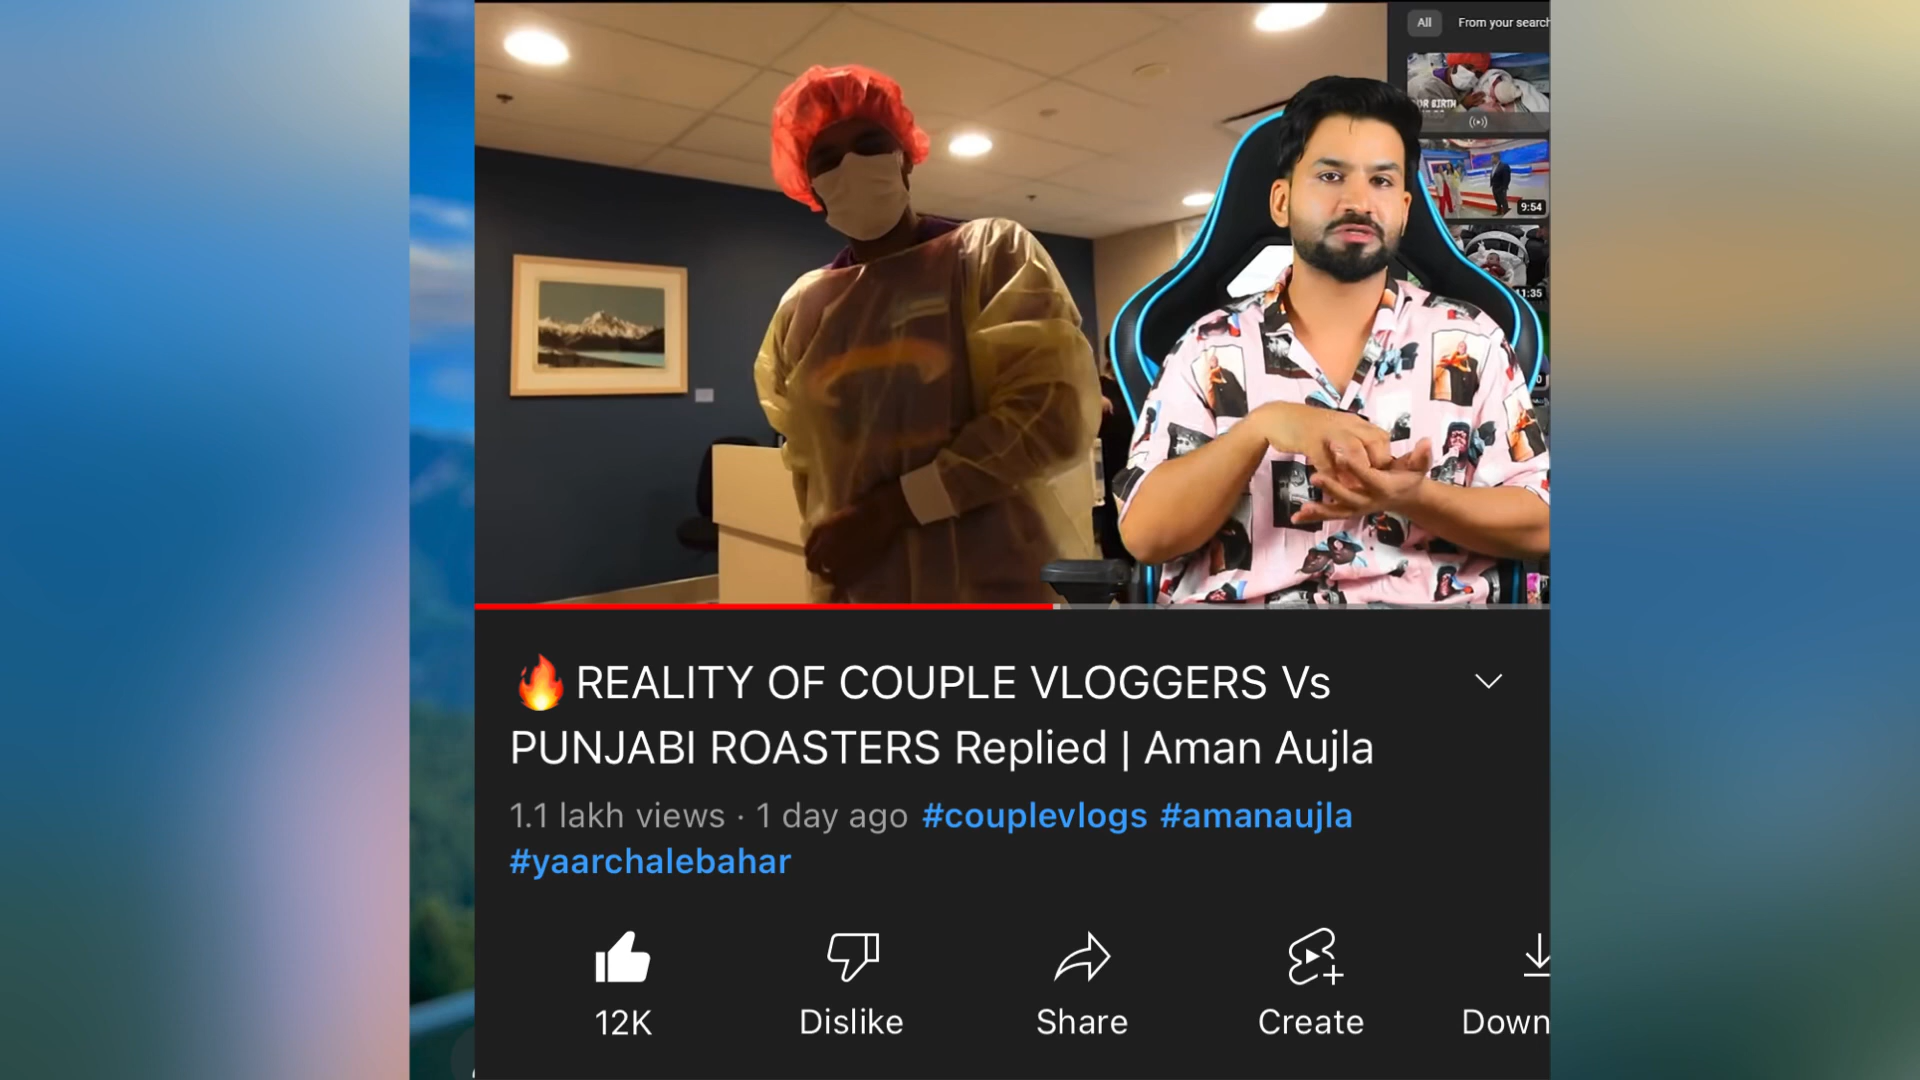 All From your search
9:54
11:35
🔥 REALITY OF COUPLE VLOGGERS Vs
PUNJABI ROASTERS Replied | Aman Aujla
1.1 lakh views · 1 day ago #couplevlogs #amanaujla
#yaarchalebahar
12K Dislike Share Create Down